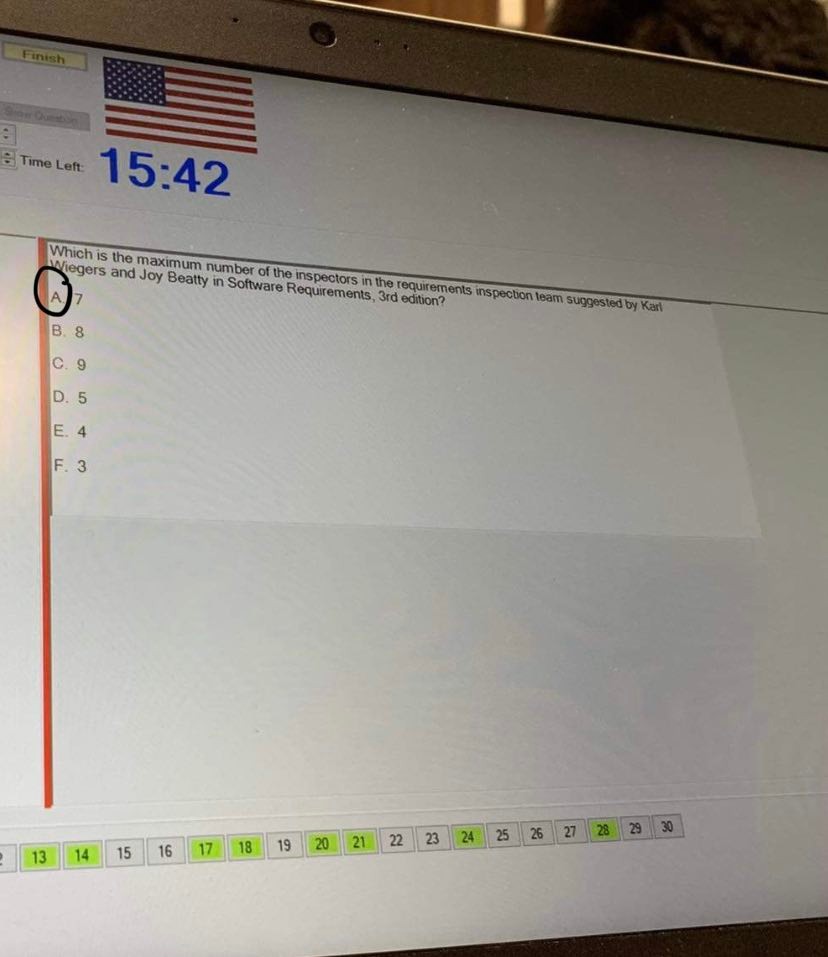 Finish
Show Question
Time Left: 15:42
Which is the maximum number of the inspectors in the requirements inspection team suggested by Karl
Wiegers and Joy Beatty in Software Requirements, 3rd edition?
A. 7
B. 8
C. 9
D. 5
E. 4
F. 3
13 14 15 16 17 18 19 20 21 22 23 24 25 26 27 28 29 30